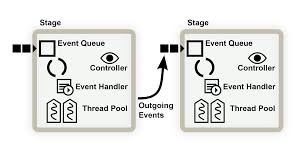 Stage
Event Queue
Controller
Event Handler
Thread Pool
Outgoing
Events
Stage
Event Queue
Controller
Event Handler
Thread Pool